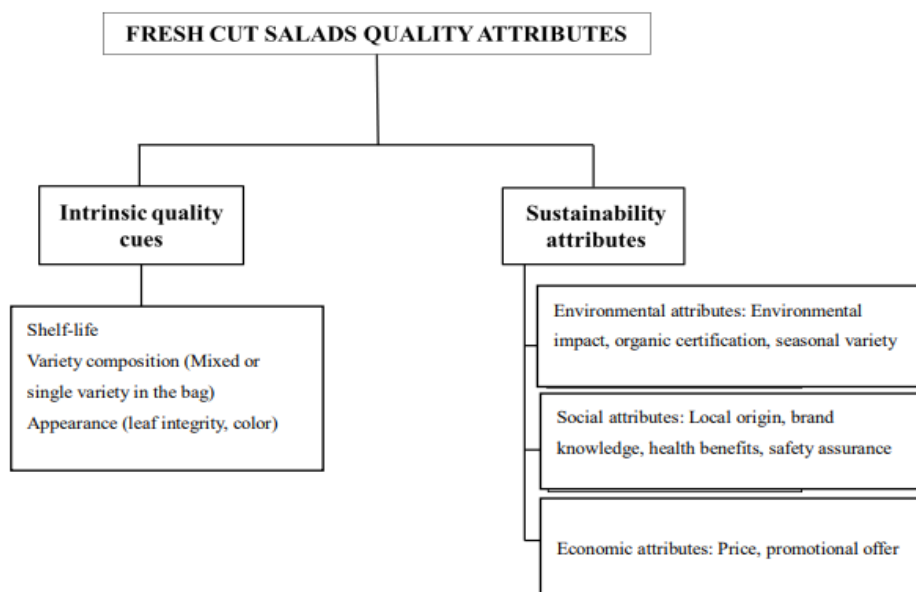 FRESH CUT SALADS QUALITY ATTRIBUTES
Intrinsic quality
cues
Sustainability
attributes
Shelf-life
Variety composition (Mixed or
single variety in the bag)
Appearance (leaf integrity, color)
Environmental attributes: Environmental
impact, organic certification, seasonal variety
Social attributes: Local origin, brand
knowledge, health benefits, safety assurance
Economic attributes: Price, promotional offer